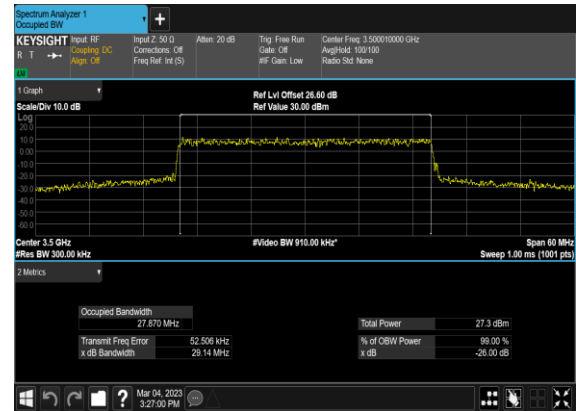 Spectrum Analyzer 1
Occupied BW
+
KEYSIGHT
R T
LNI
Input: RF
Coupling: DC
Align: Off
Input Z: 50 Ω
Corrections: Off
Freq Ref: Int (S)
Atten: 20 dB
Trig: Free Run
Gate: Off
#IF Gain: Low
Center Freq: 3.500010000 GHz
Avg|Hold: 100/100
Radio Std: None
1 Graph
Scale/Div 10.0 dB
Ref Lvl Offset 26.60 dB
Ref Value 30.00 dBm
Log
20.0
10.0
0.00
-10.0
-20.0
-30.0
-40.0
-50.0
-60.0
Center 3.5 GHz
#Video BW 910.00 kHz*
Span 60 MHz
#Res BW 300.00 kHz
Sweep 1.00 ms (1001 pts)
2 Metrics
Occupied Bandwidth
27.870 MHz
Total Power 27.3 dBm
Transmit Freq Error 52.506 kHz
% of OBW Power 99.00 %
x dB Bandwidth 29.14 MHz
x dB -26.00 dB
?
Mar 04, 2023
3:27:00 PM